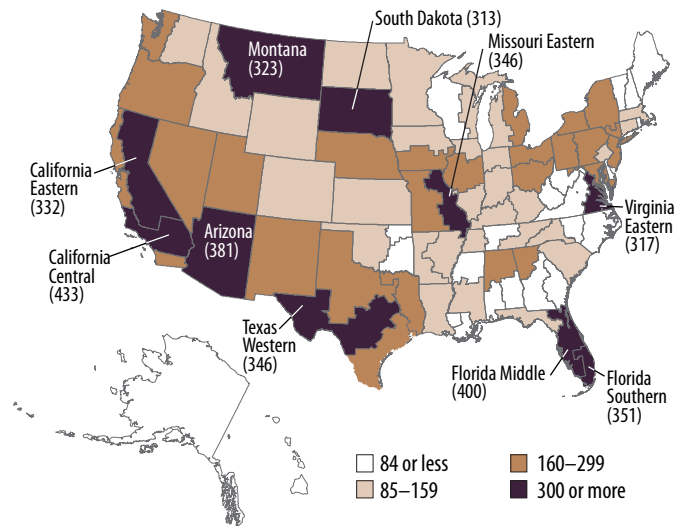 South Dakota (313)
Montana
(323)
Missouri Eastern
(346)
California
Eastern
(332)
Virginia
Eastern
(317)
Arizona
(381)
California
Central
(433)
Texas
Western
(346)
Florida Middle
(400)
Florida
Southern
(351)
84 or less
160–299
85–159
300 or more